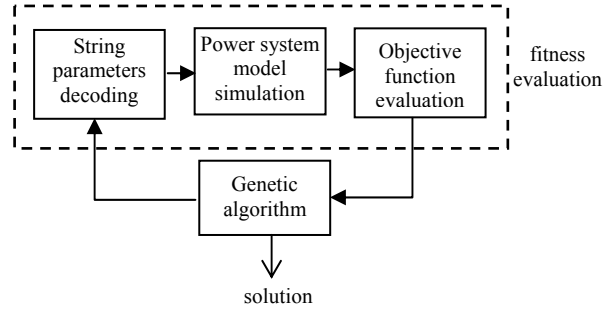 String
parameters
decoding
Power system
model
simulation
Objective
function
evaluation
fitness
evaluation
Genetic
algorithm
solution